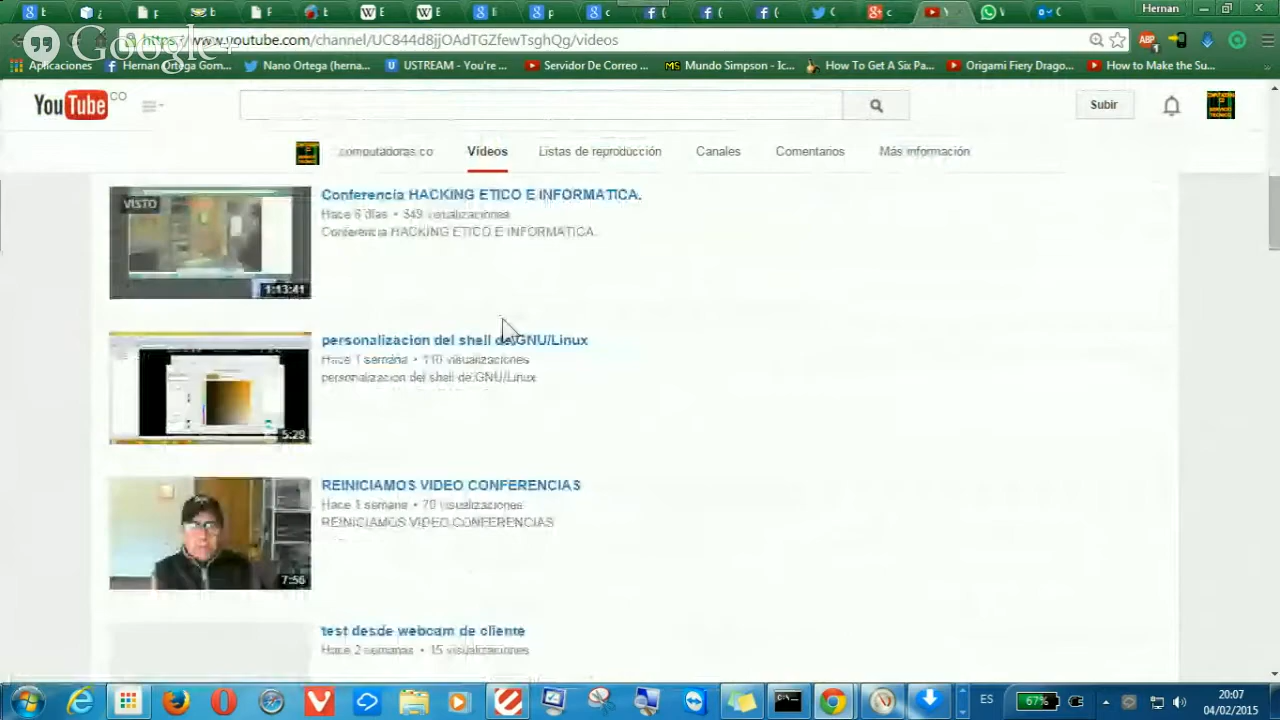 Hernan
Google+
https://www.youtube.com/channel/UC844d8jjOAdTGZfewTsghQg/videos
Aplicaciones
Hernan Ortega Gom...
Nano Ortega (herna...
USTREAM - You're ...
Servidor De Correo ...
Mundo Simpson - Ic...
How To Get A Six Pa...
Origami Fiery Drago...
How to Make the Su...
YouTube CO
Subir
computadoras co
Vídeos
Listas de reproducción
Canales
Comentarios
Más información
VISTO
1:13:41
Conferencia HACKING ETICO E INFORMATICA.
Hace 6 días • 349 visualizaciones
Conferencia HACKING ETICO E INFORMATICA.
5:29
personalizacion del shell de GNU/Linux
Hace 1 semana • 110 visualizaciones
personalizacion del shell de GNU/Linux
7:56
REINICIAMOS VIDEO CONFERENCIAS
Hace 1 semana • 70 visualizaciones
REINICIAMOS VIDEO CONFERENCIAS
test desde webcam de cliente
Hace 2 semanas • 15 visualizaciones
ES
67%
20:07
04/02/2015